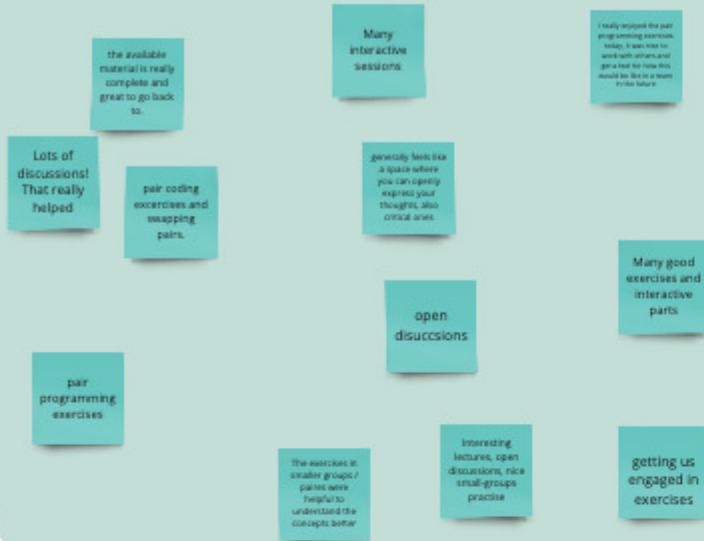 the available
material is really
complete and
great to go back
to.
Many
interactive
sessions
I really enjoyed the pair
programming exercises
today, it was nice to
work with others and
get a feel for how this
would be like in a team
in the future
Lots of
discussions!
That really
helped
pair coding
excercises and
swapping
pairs.
generally feels like
a space where
you can openly
express your
thoughts, also
critical ones
Many good
exercises and
interactive
parts
open
disuccsions
pair
programming
exercises
The exercises in
smaller groups /
paires were
helpful to
understand the
concepts better
interesting
lectures, open
discussions, nice
small-groups
practise
getting us
engaged in
exercises